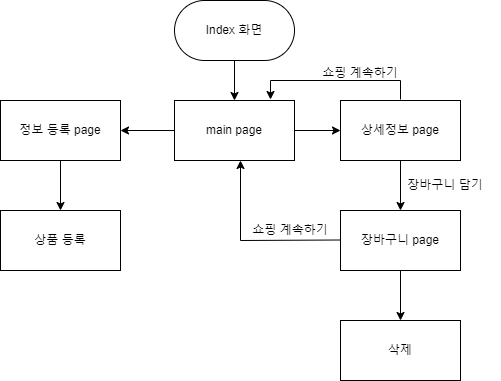 Index 화면
쇼핑 계속하기
정보 등록 page
main page
상세정보 page
장바구니 담기
상품 등록
쇼핑 계속하기
장바구니 page
삭제